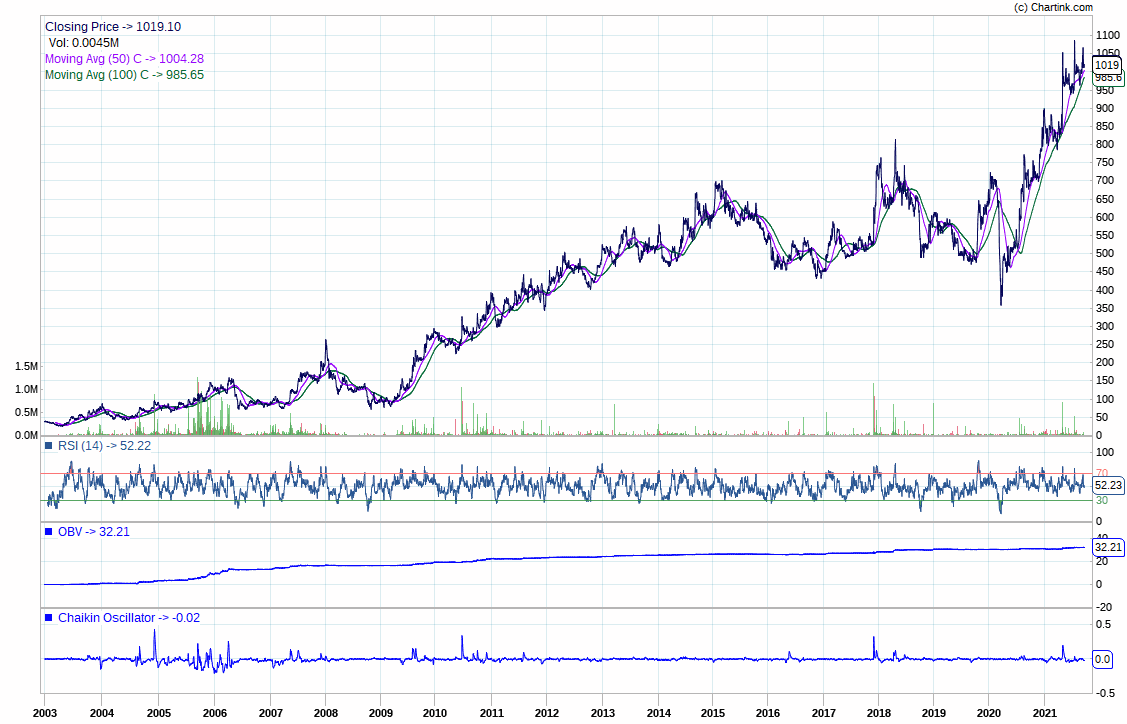 (c) Chartink.com
Closing Price -> 1019.10
Vol: 0.0045M
Moving Avg (50) C -> 1004.28
Moving Avg (100) C -> 985.65
1100
1050
1019
985.6
950
900
850
800
750
700
650
600
550
500
450
400
350
300
250
200
150
100
50
0
1.5M
1.0M
0.5M
0.0M
RSI (14) -> 52.22
100
70
52.23
30
0
OBV -> 32.21
40
32.21
20
0
-20
Chaikin Oscillator -> -0.02
0.5
0.0
-0.5
2003 2004 2005 2006 2007 2008 2009 2010 2011 2012 2013 2014 2015 2016 2017 2018 2019 2020 2021